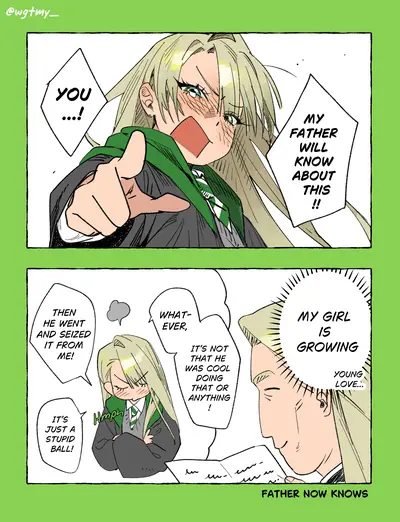 @wgtmy_
YOU
...!
MY
FATHER
WILL
KNOW
ABOUT
THIS
!!
THEN
HE WENT
AND SEIZED
IT FROM
ME!
WHAT-
EVER,
IT'S NOT
THAT HE
WAS COOL
DOING
THAT OR
ANYTHING
!
IT'S
JUST A
STUPID
BALL!
Hmph!
MY GIRL
IS
GROWING
YOUNG
LOVE...
FATHER NOW KNOWS